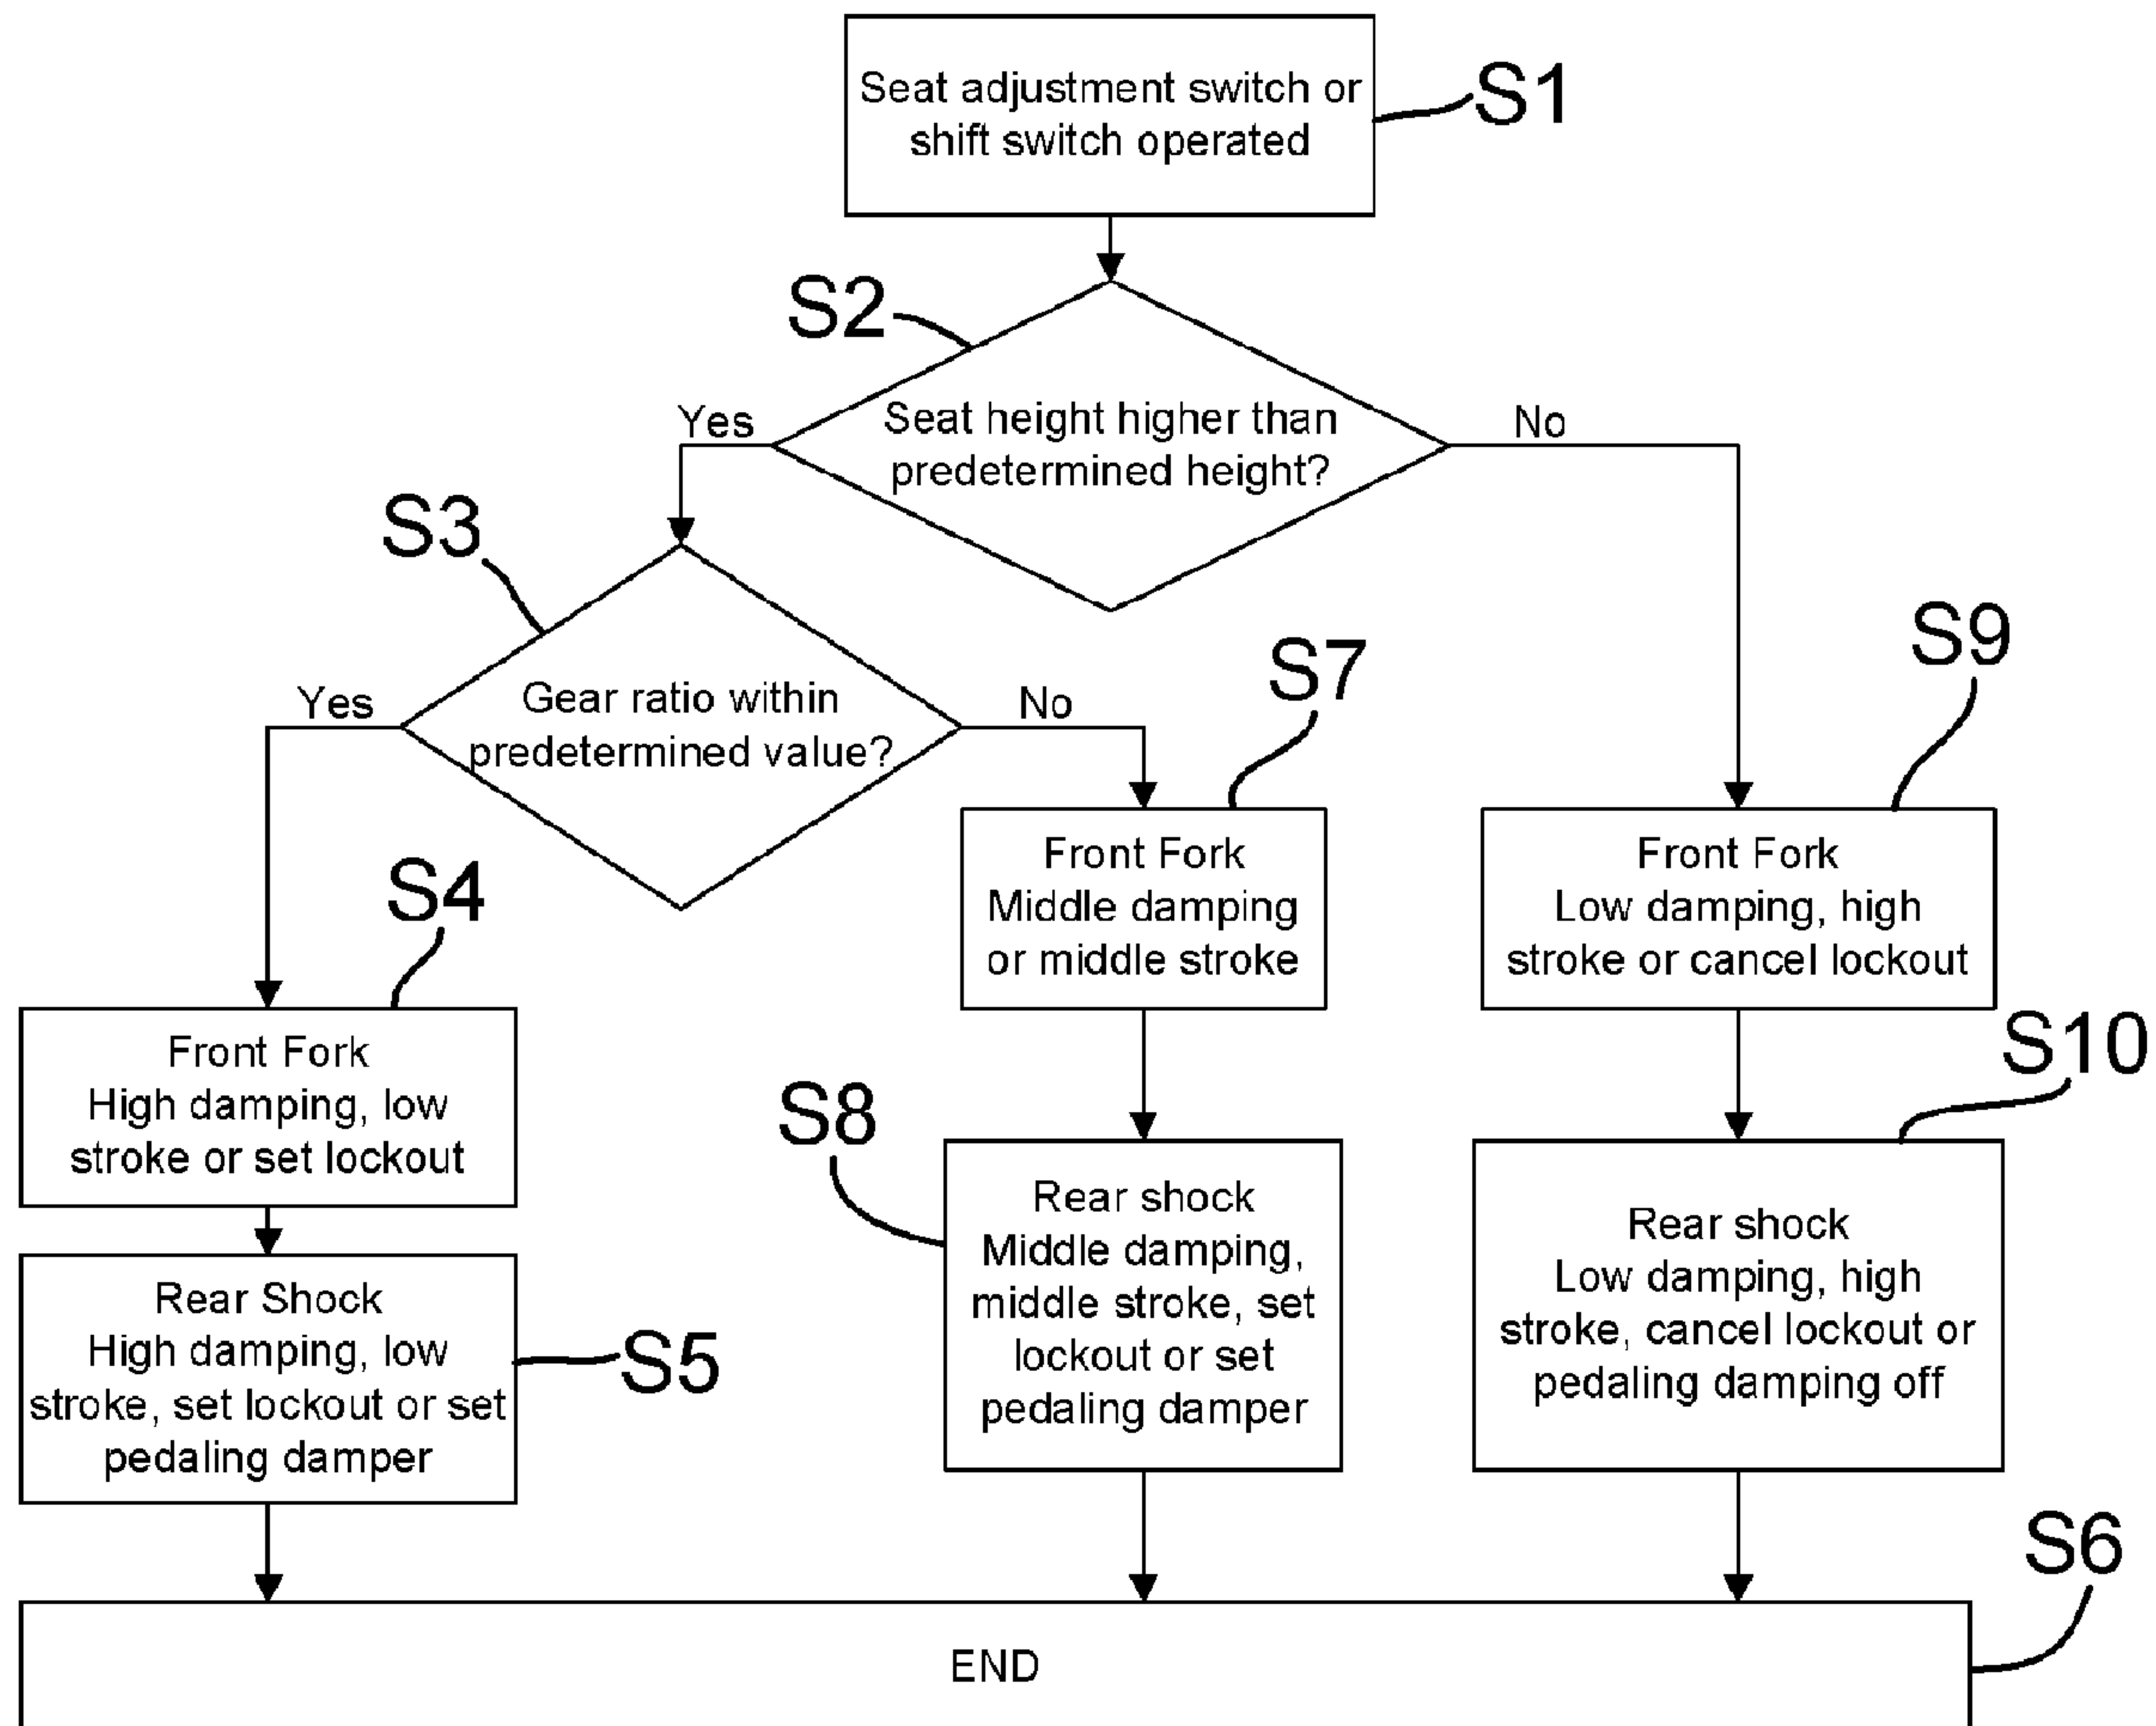 Seat adjustment switch or
shift switch operated
S1
S2
Seat height higher than
predetermined height?
Yes
No
S3
Gear ratio within
predetermined value?
Yes
No
S7
S9
Front Fork
Middle damping
or middle stroke
Front Fork
Low damping, high
stroke or cancel lockout
S4
Front Fork
High damping, low
stroke or set lockout
S8
S10
Rear shock
Middle damping,
middle stroke, set
lockout or set
pedaling damper
Rear shock
Low damping, high
stroke, cancel lockout or
pedaling damping off
Rear Shock
High damping, low
stroke, set lockout or set
pedaling damper
S5
S6
END